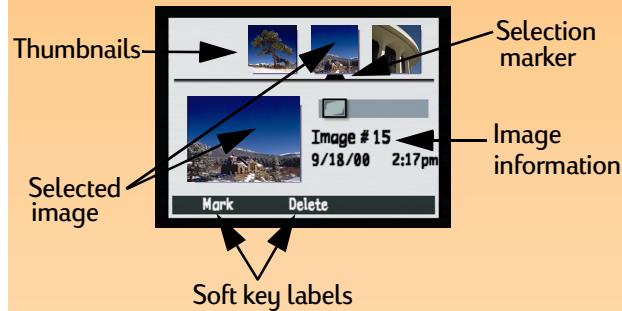 Thumbnails
Selection
marker
Image # 15
9/18/00 2:17pm
Image
information
Selected
image
Mark Delete
Soft key labels